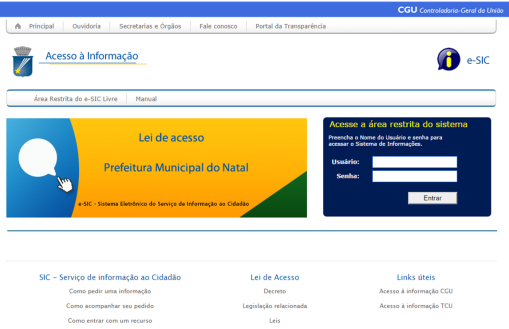 CGU Controladoria-Geral da União
Principal Ouvidoria Secretarias e Órgãos Fale conosco Portal da Transparência
Acesso à Informação
e-SIC
Área Restrita do e-SIC Livre Manual
Lei de acesso
Prefeitura Municipal do Natal
e-SIC - Sistema Eletrônico do Serviço de Informação ao Cidadão
Acesse a área restrita do sistema
Preencha o Nome do Usuário e senha para
acessar o Sistema de Informações.
Usuário:
Senha:
Entrar
SIC - Serviço de informação ao Cidadão
Como pedir uma informação
Como acompanhar seu pedido
Como entrar com um recurso
Lei de Acesso
Decreto
Legislação relacionada
Leis
Links úteis
Acesso à informação CGU
Acesso à informação TCU